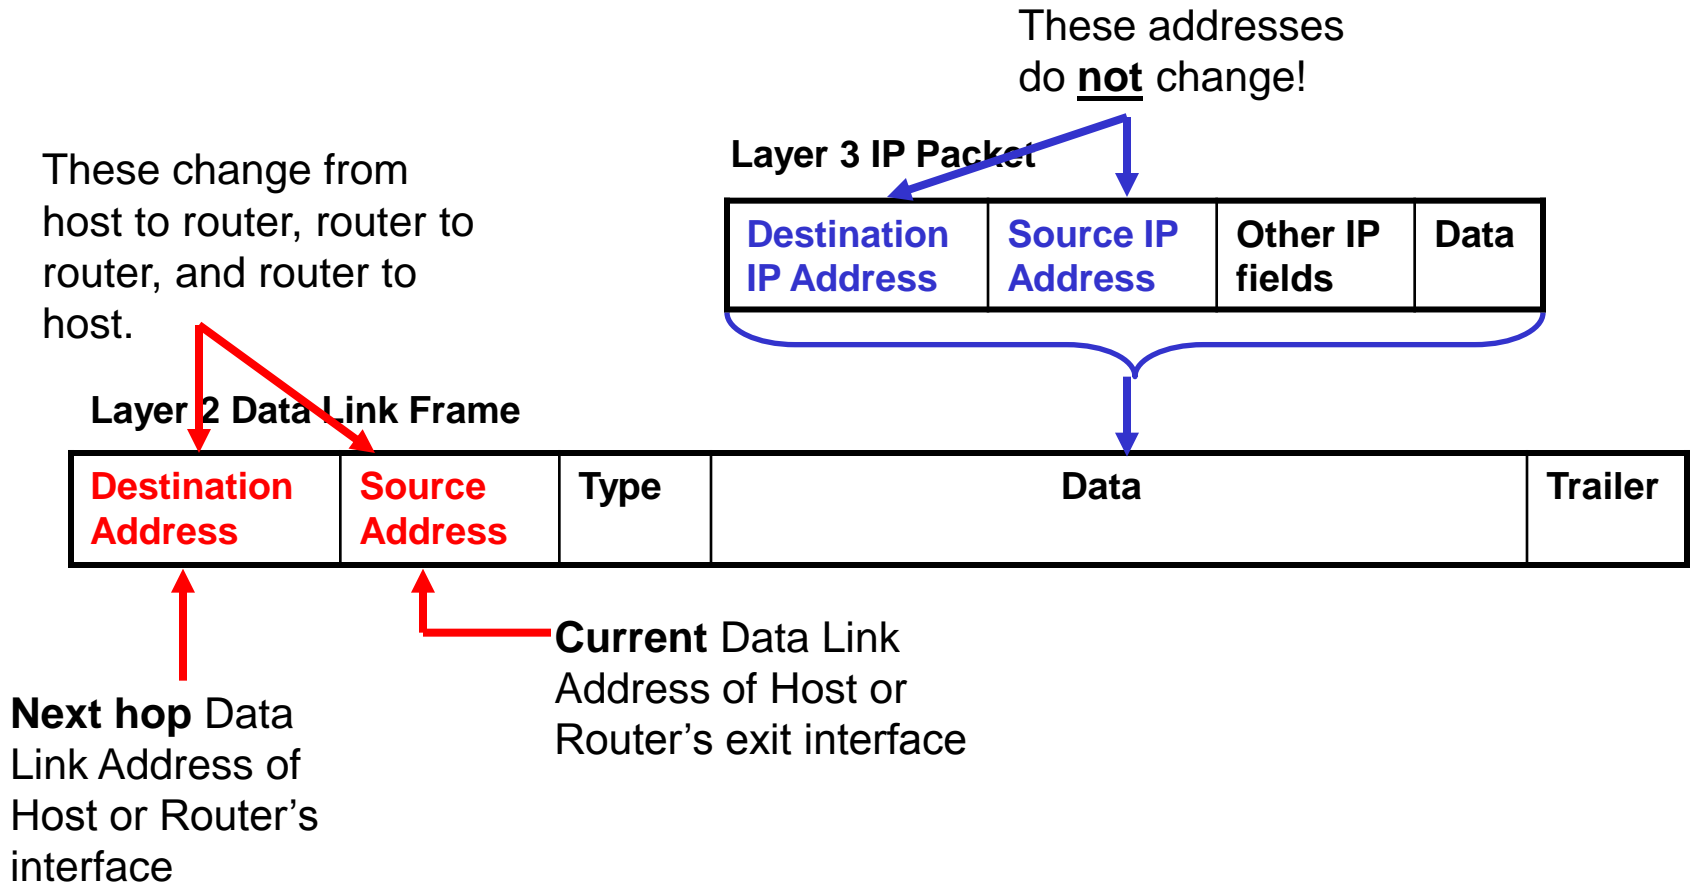 These addresses
do not change!
These change from
host to router, router to
router, and router to
host.
Layer 3 IP Packet
Destination
IP Address
Source IP
Address
Other IP
fields
Data
Layer 2 Data Link Frame
Destination
Address
Source
Address
Type
Data
Trailer
Current Data Link
Address of Host or
Router’s exit interface
Next hop Data
Link Address of
Host or Router’s
interface